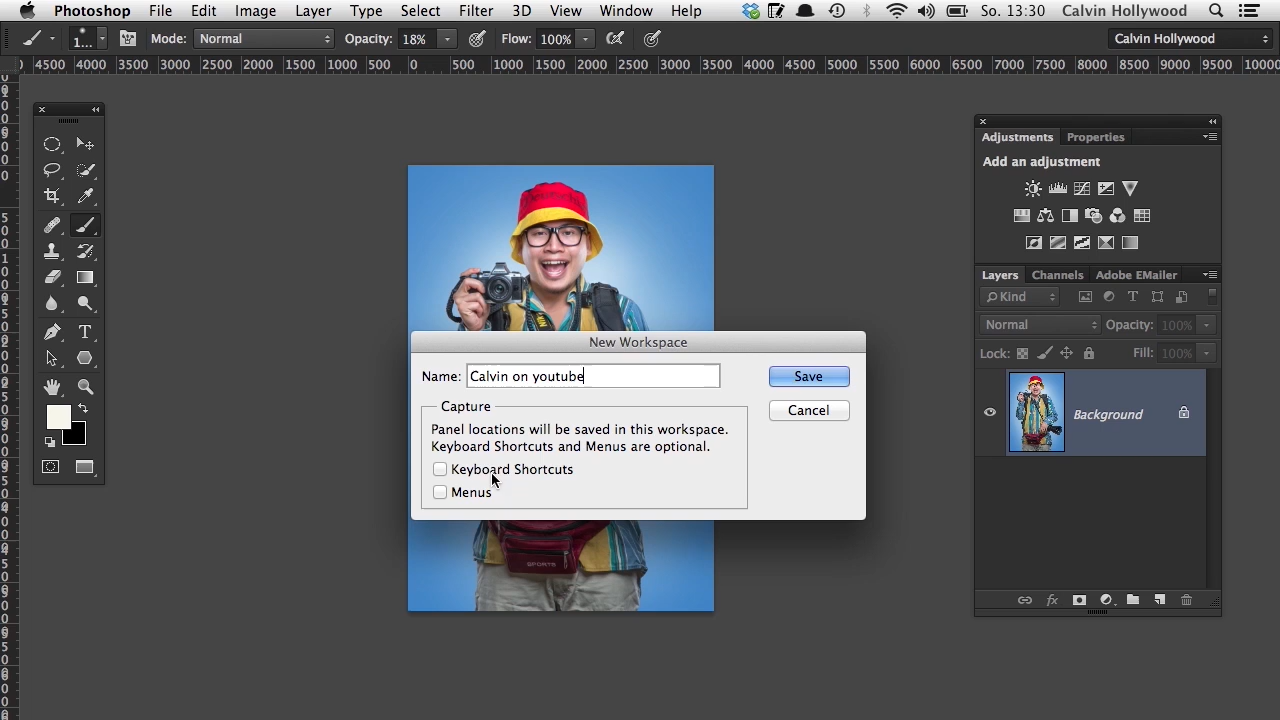 Photoshop File Edit Image Layer Type Select Filter 3D View Window Help So. 13:30 Calvin Hollywood
1... Mode: Normal Opacity: 18% Flow: 100% Calvin Hollywood
4500 4000 3500 3000 2500 2000 1500 1000 500 0 500 1000 1500 2000 2500 3000 3500 4000 4500 5000 5500 6000 6500 7000 7500 8000 8500 9000 9500 10000
Adjustments Properties
Add an adjustment
Layers Channels Adobe EMailer
Kind
Normal Opacity: 100%
Lock: Fill: 100%
Background
New Workspace
Name: Calvin on youtube Save
Capture Cancel
Panel locations will be saved in this workspace.
Keyboard Shortcuts and Menus are optional.
Keyboard Shortcuts
Menus
SPORTS